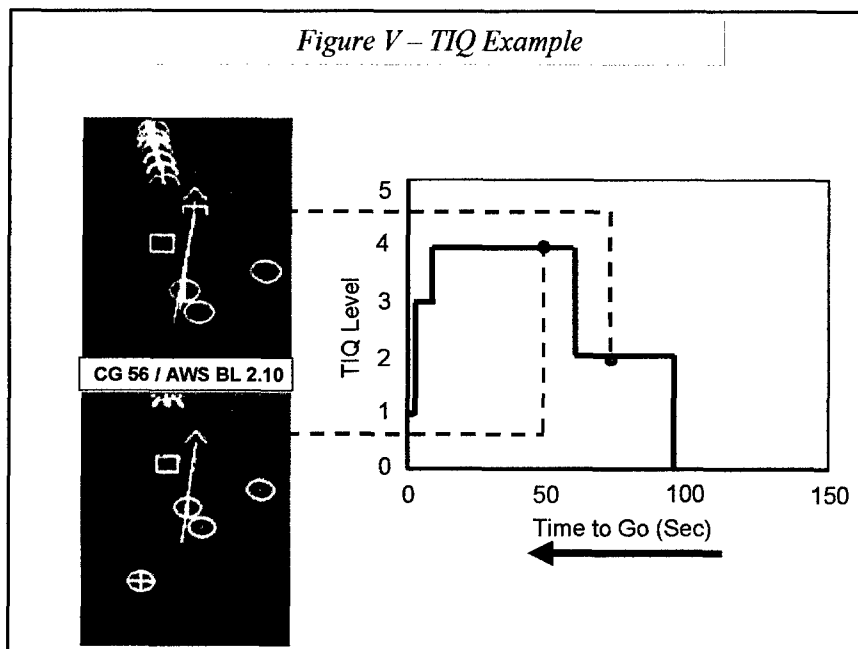 Figure V – TIQ Example
CG 56 / AWS BL 2.10
TIQ Level
5
4
3
2
1
0
0 50 100 150
Time to Go (Sec)